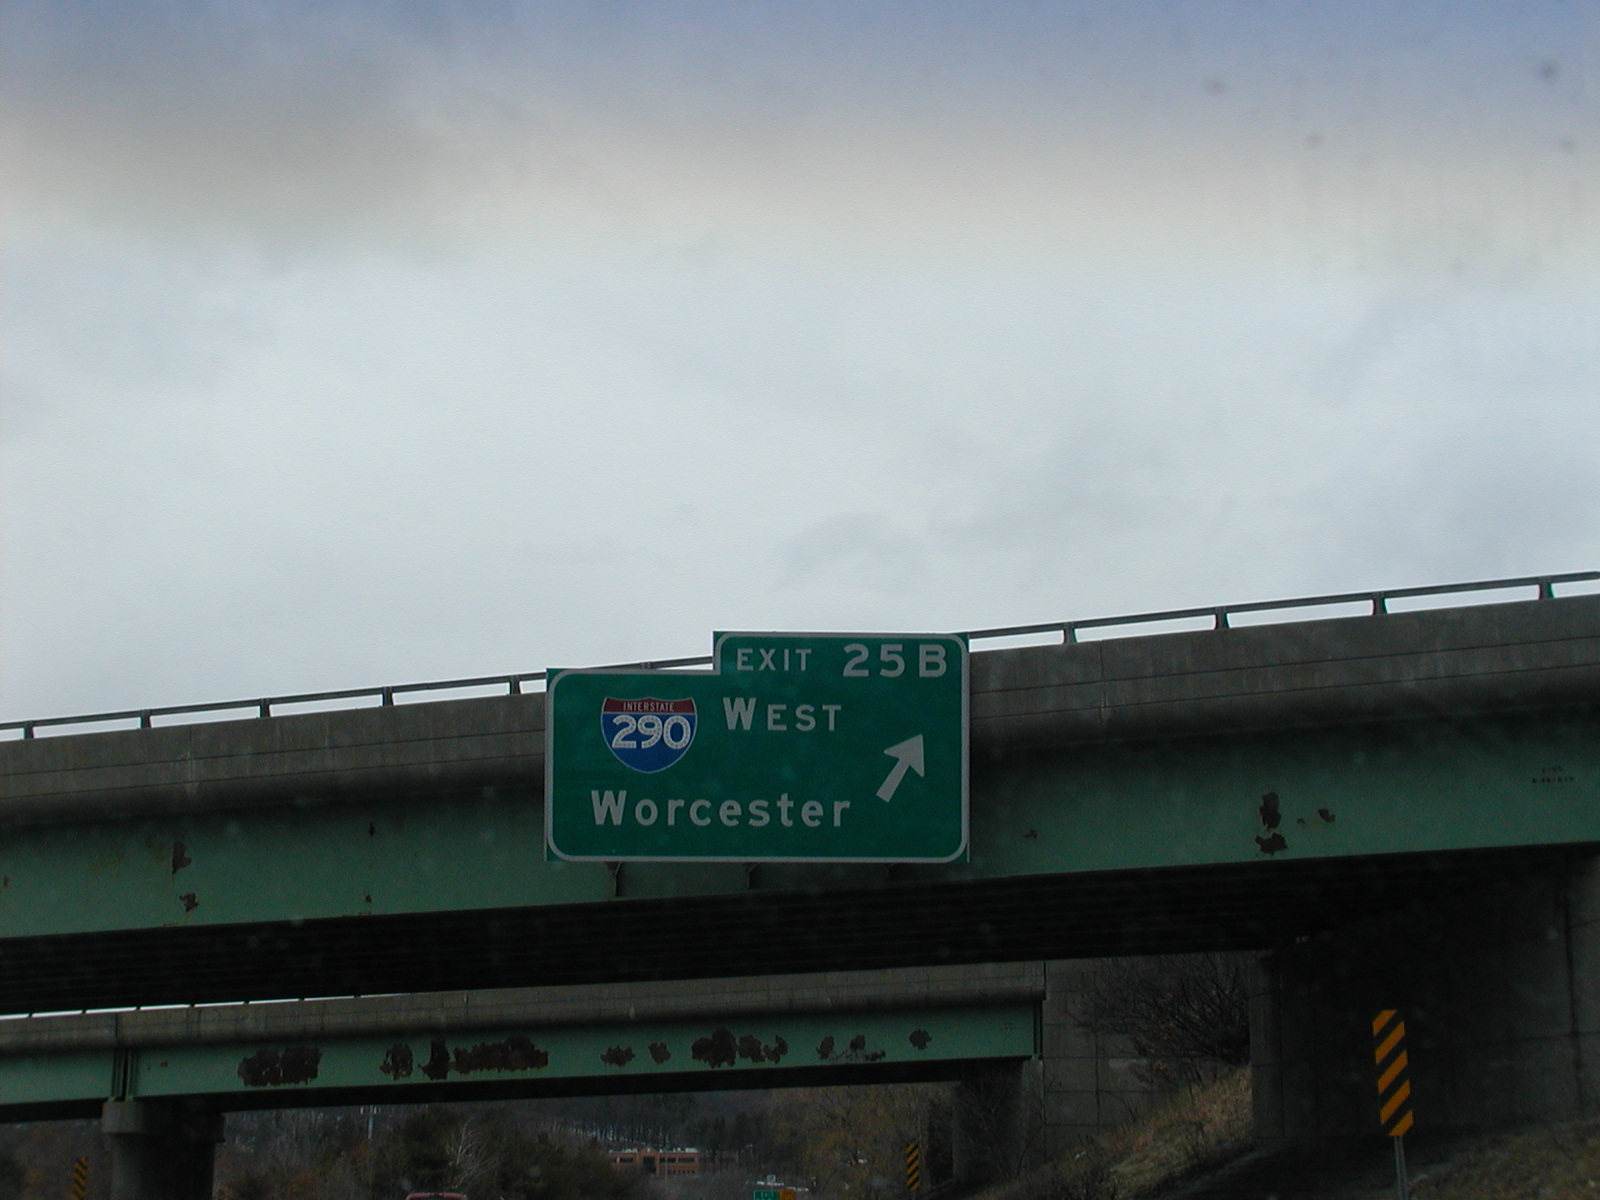 EXIT 25B
INTERSTATE
290
WEST
Worcester